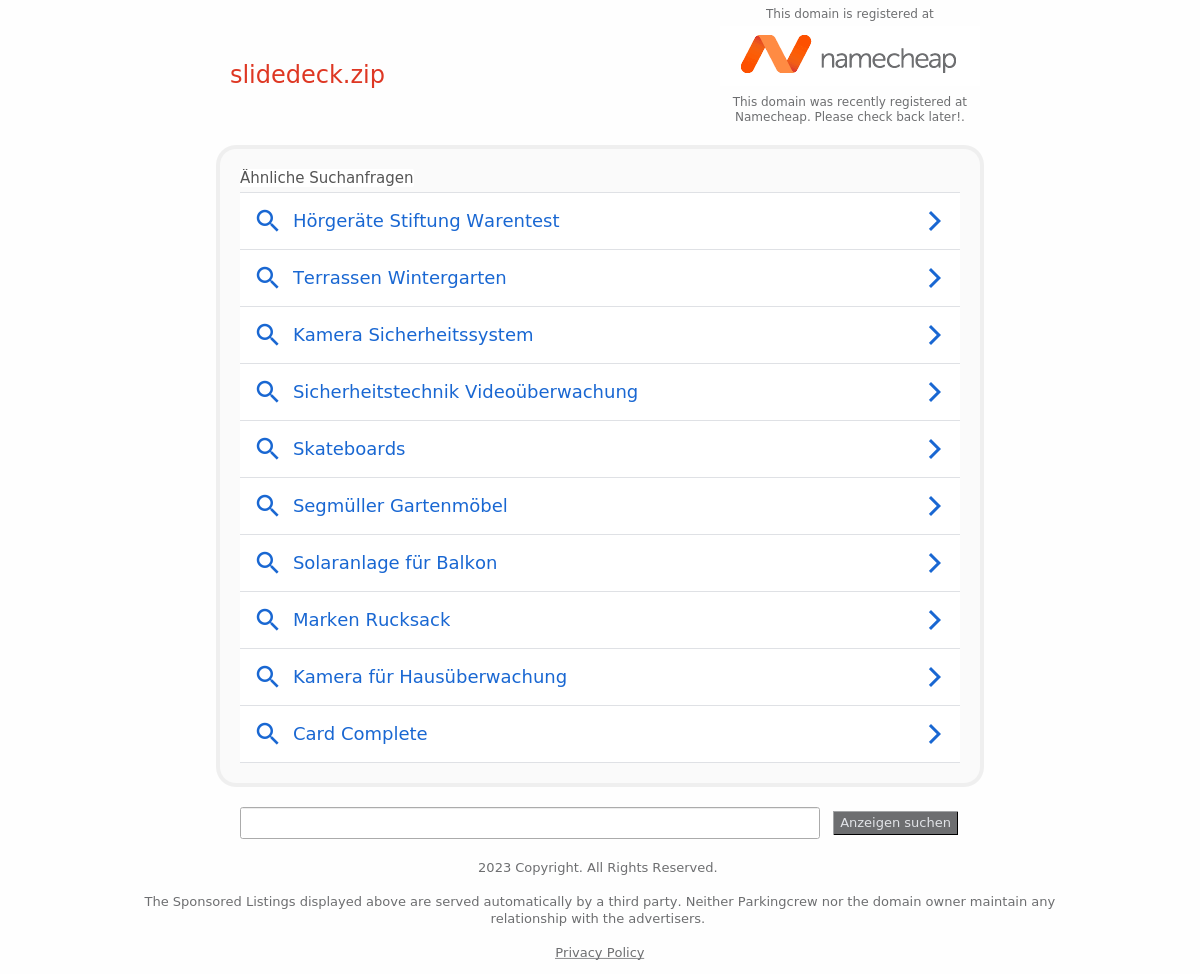 This domain is registered at
namecheap
slidedeck.zip
This domain was recently registered at
Namecheap. Please check back later!.
Ähnliche Suchanfragen
Hörgeräte Stiftung Warentest
Terrassen Wintergarten
Kamera Sicherheitssystem
Sicherheitstechnik Videoüberwachung
Skateboards
Segmüller Gartenmöbel
Solaranlage für Balkon
Marken Rucksack
Kamera für Hausüberwachung
Card Complete
Anzeigen suchen
2023 Copyright. All Rights Reserved.
The Sponsored Listings displayed above are served automatically by a third party. Neither Parkingcrew nor the domain owner maintain any
relationship with the advertisers.
Privacy Policy